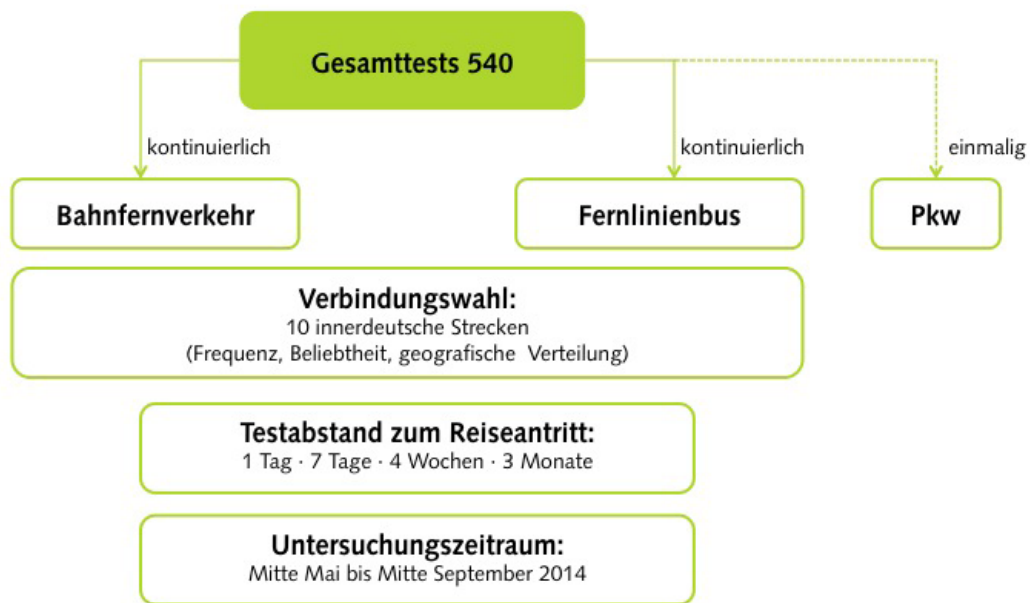 Gesamttests 540
kontinuierlich
kontinuierlich
einmalig
Bahnfernverkehr
Fernlinienbus
Pkw
Verbindungswahl:
10 innerdeutsche Strecken
(Frequenz, Beliebtheit, geografische Verteilung)
Testabstand zum Reiseantritt:
1 Tag · 7 Tage · 4 Wochen · 3 Monate
Untersuchungszeitraum:
Mitte Mai bis Mitte September 2014